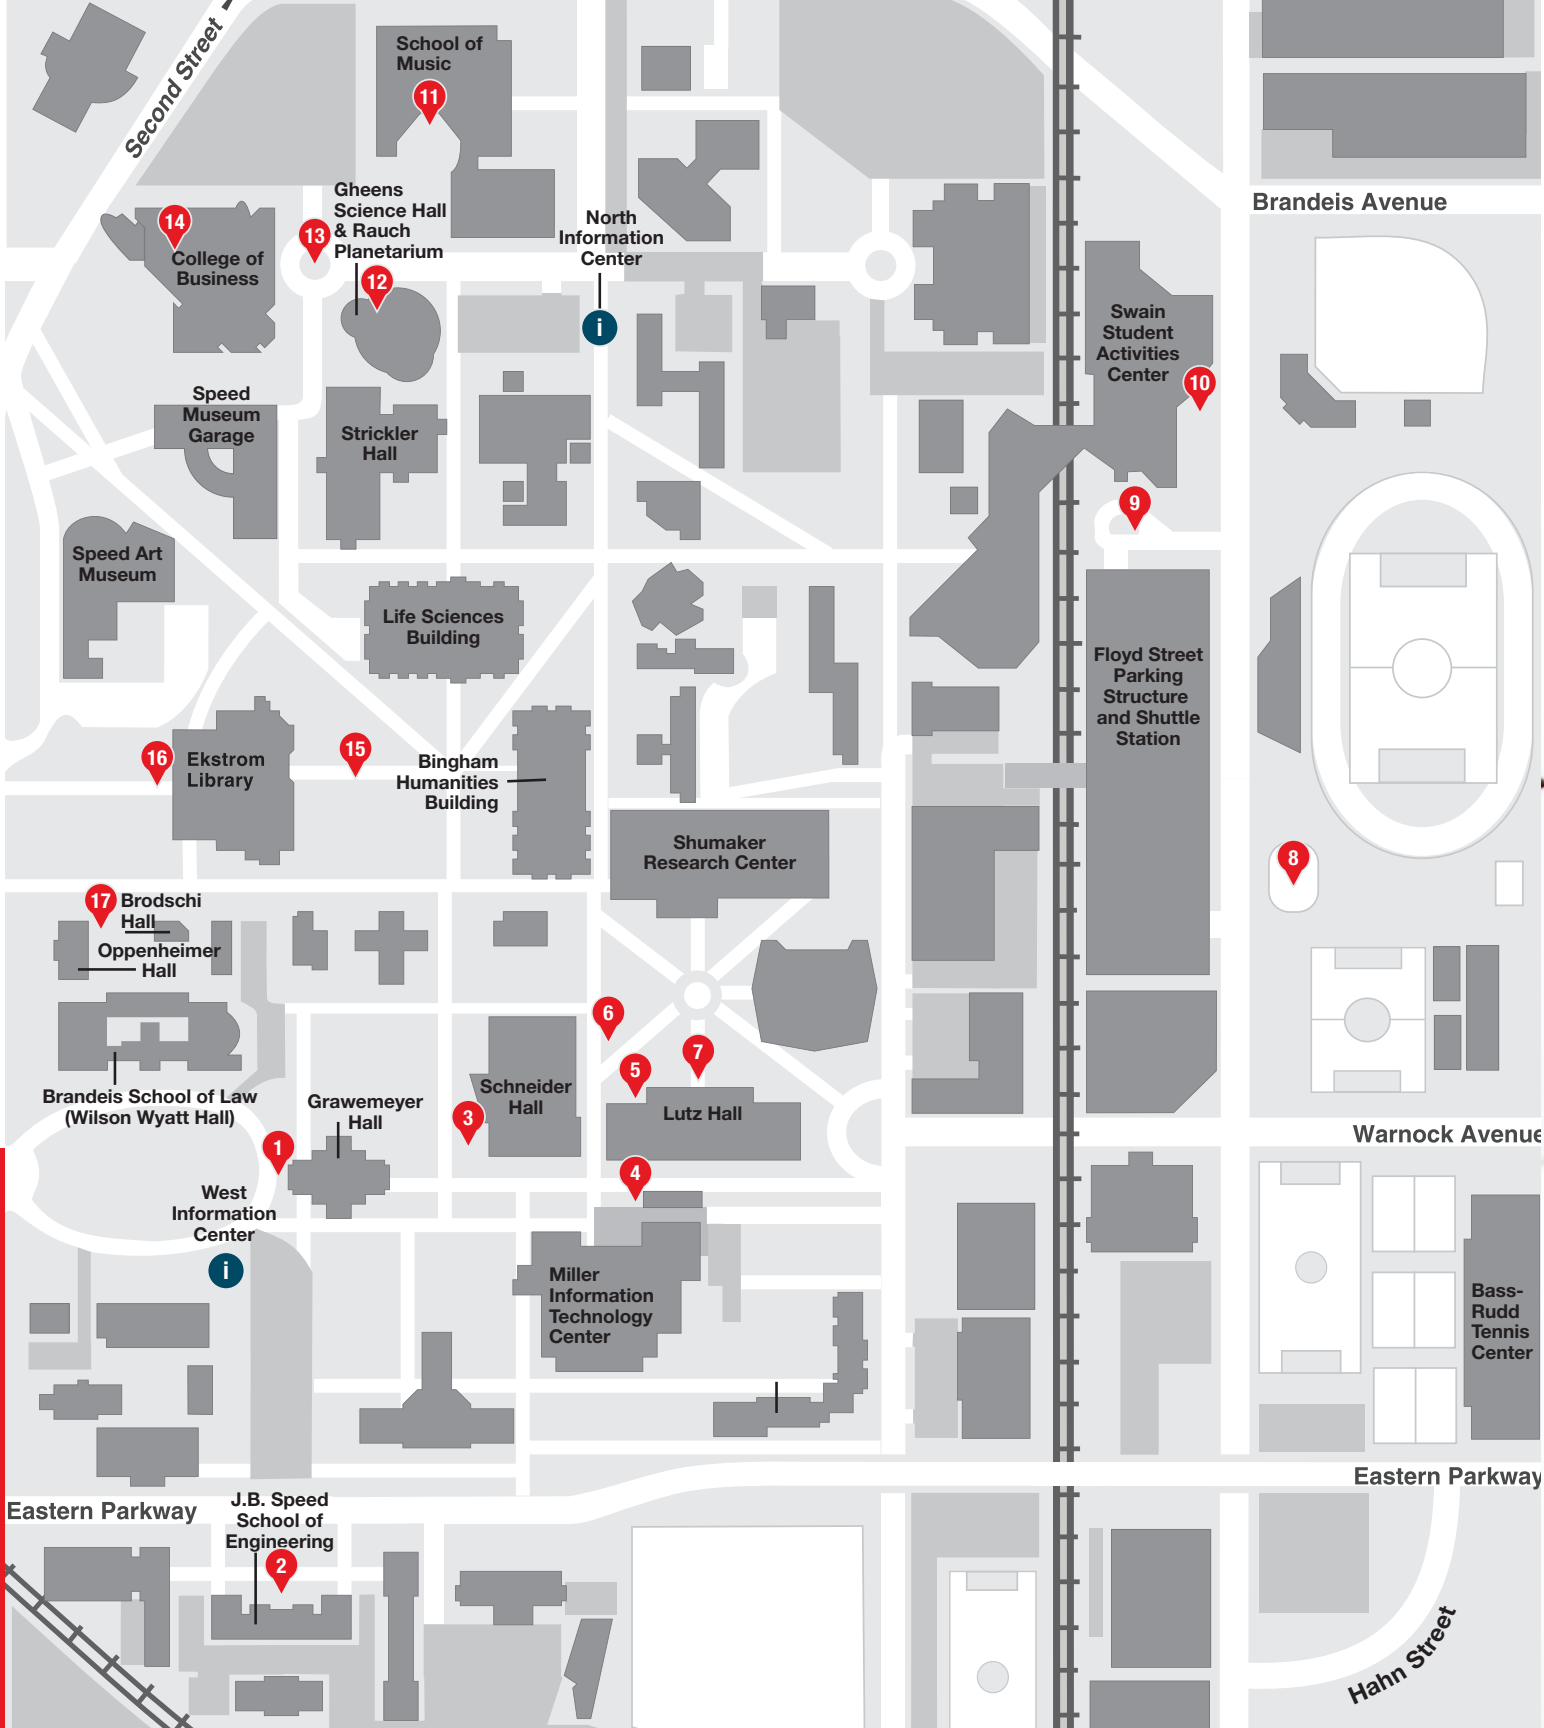 Second Street
School of
Music
11
Gheens
Science Hall
& Rauch
Planetarium
14
13
12
College of
Business
North
Information
Center
i
Brandeis Avenue
Swain
Student
Activities
Center
10
Speed
Museum
Garage
Strickler
Hall
9
Speed Art
Museum
Life Sciences
Building
Floyd Street
Parking
Structure
and Shuttle
Station
16
Ekstrom
Library
15
Bingham
Humanities
Building
Shumaker
Research Center
8
17
Brodschi
Hall
Oppenheimer
Hall
6
7
5
Brandeis School of Law
(Wilson Wyatt Hall)
Grawemeyer
Hall
Schneider
Hall
3
Lutz Hall
1
4
Warnock Avenue
West
Information
Center
i
Miller
Information
Technology
Center
Bass-
Rudd
Tennis
Center
Eastern Parkway
Eastern Parkway
J.B. Speed
School of
Engineering
2
Hahn Street